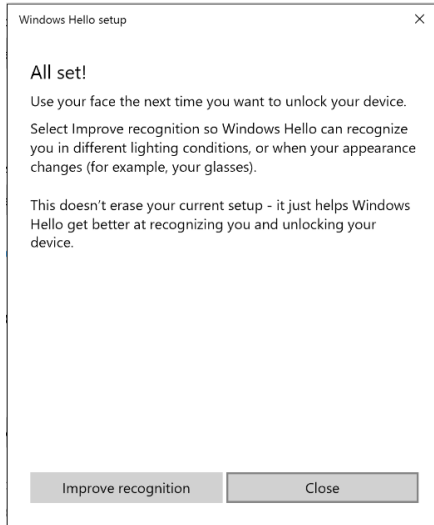 Windows Hello setup
All set!
Use your face the next time you want to unlock your device.
Select Improve recognition so Windows Hello can recognize
you in different lighting conditions, or when your appearance
changes (for example, your glasses).
This doesn't erase your current setup - it just helps Windows
Hello get better at recognizing you and unlocking your
device.
Improve recognition
Close